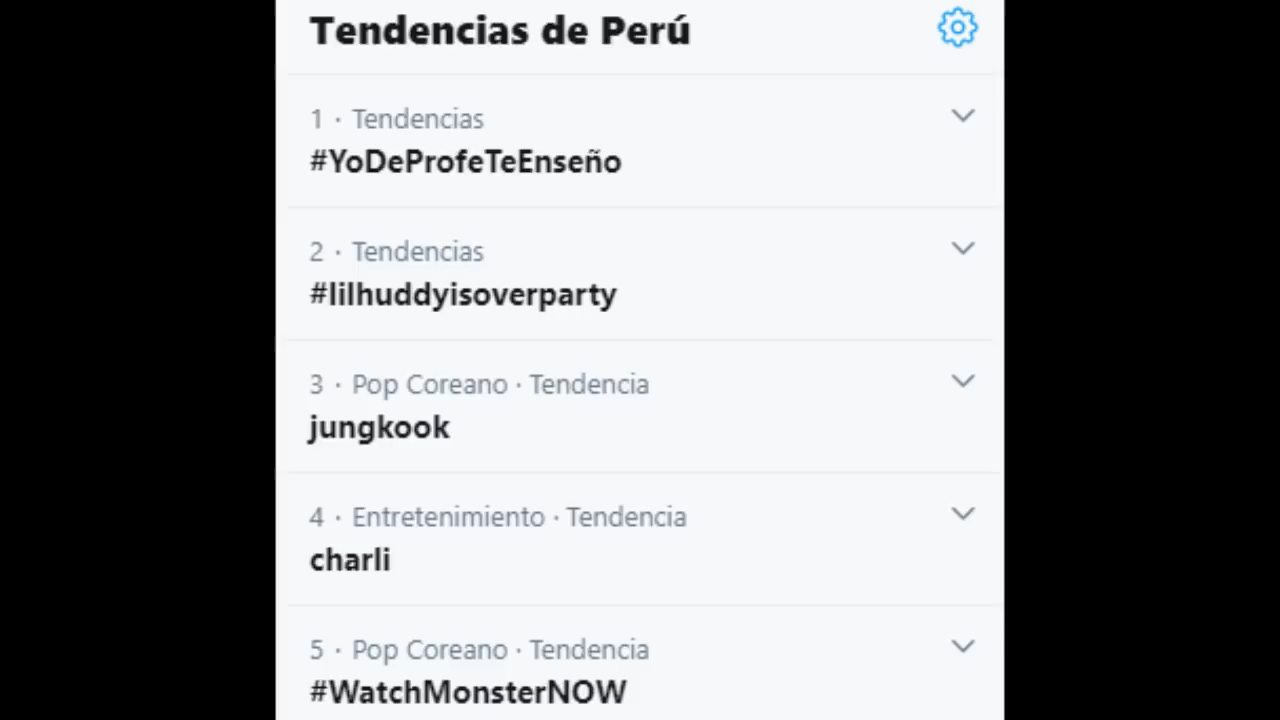 Tendencias de Perú
1 · Tendencias
#YoDeProfeTeEnseño
2 · Tendencias
#lilhuddyisoverparty
3 · Pop Coreano · Tendencia
jungkook
4 · Entretenimiento · Tendencia
charli
5 · Pop Coreano · Tendencia
#WatchMonsterNOW